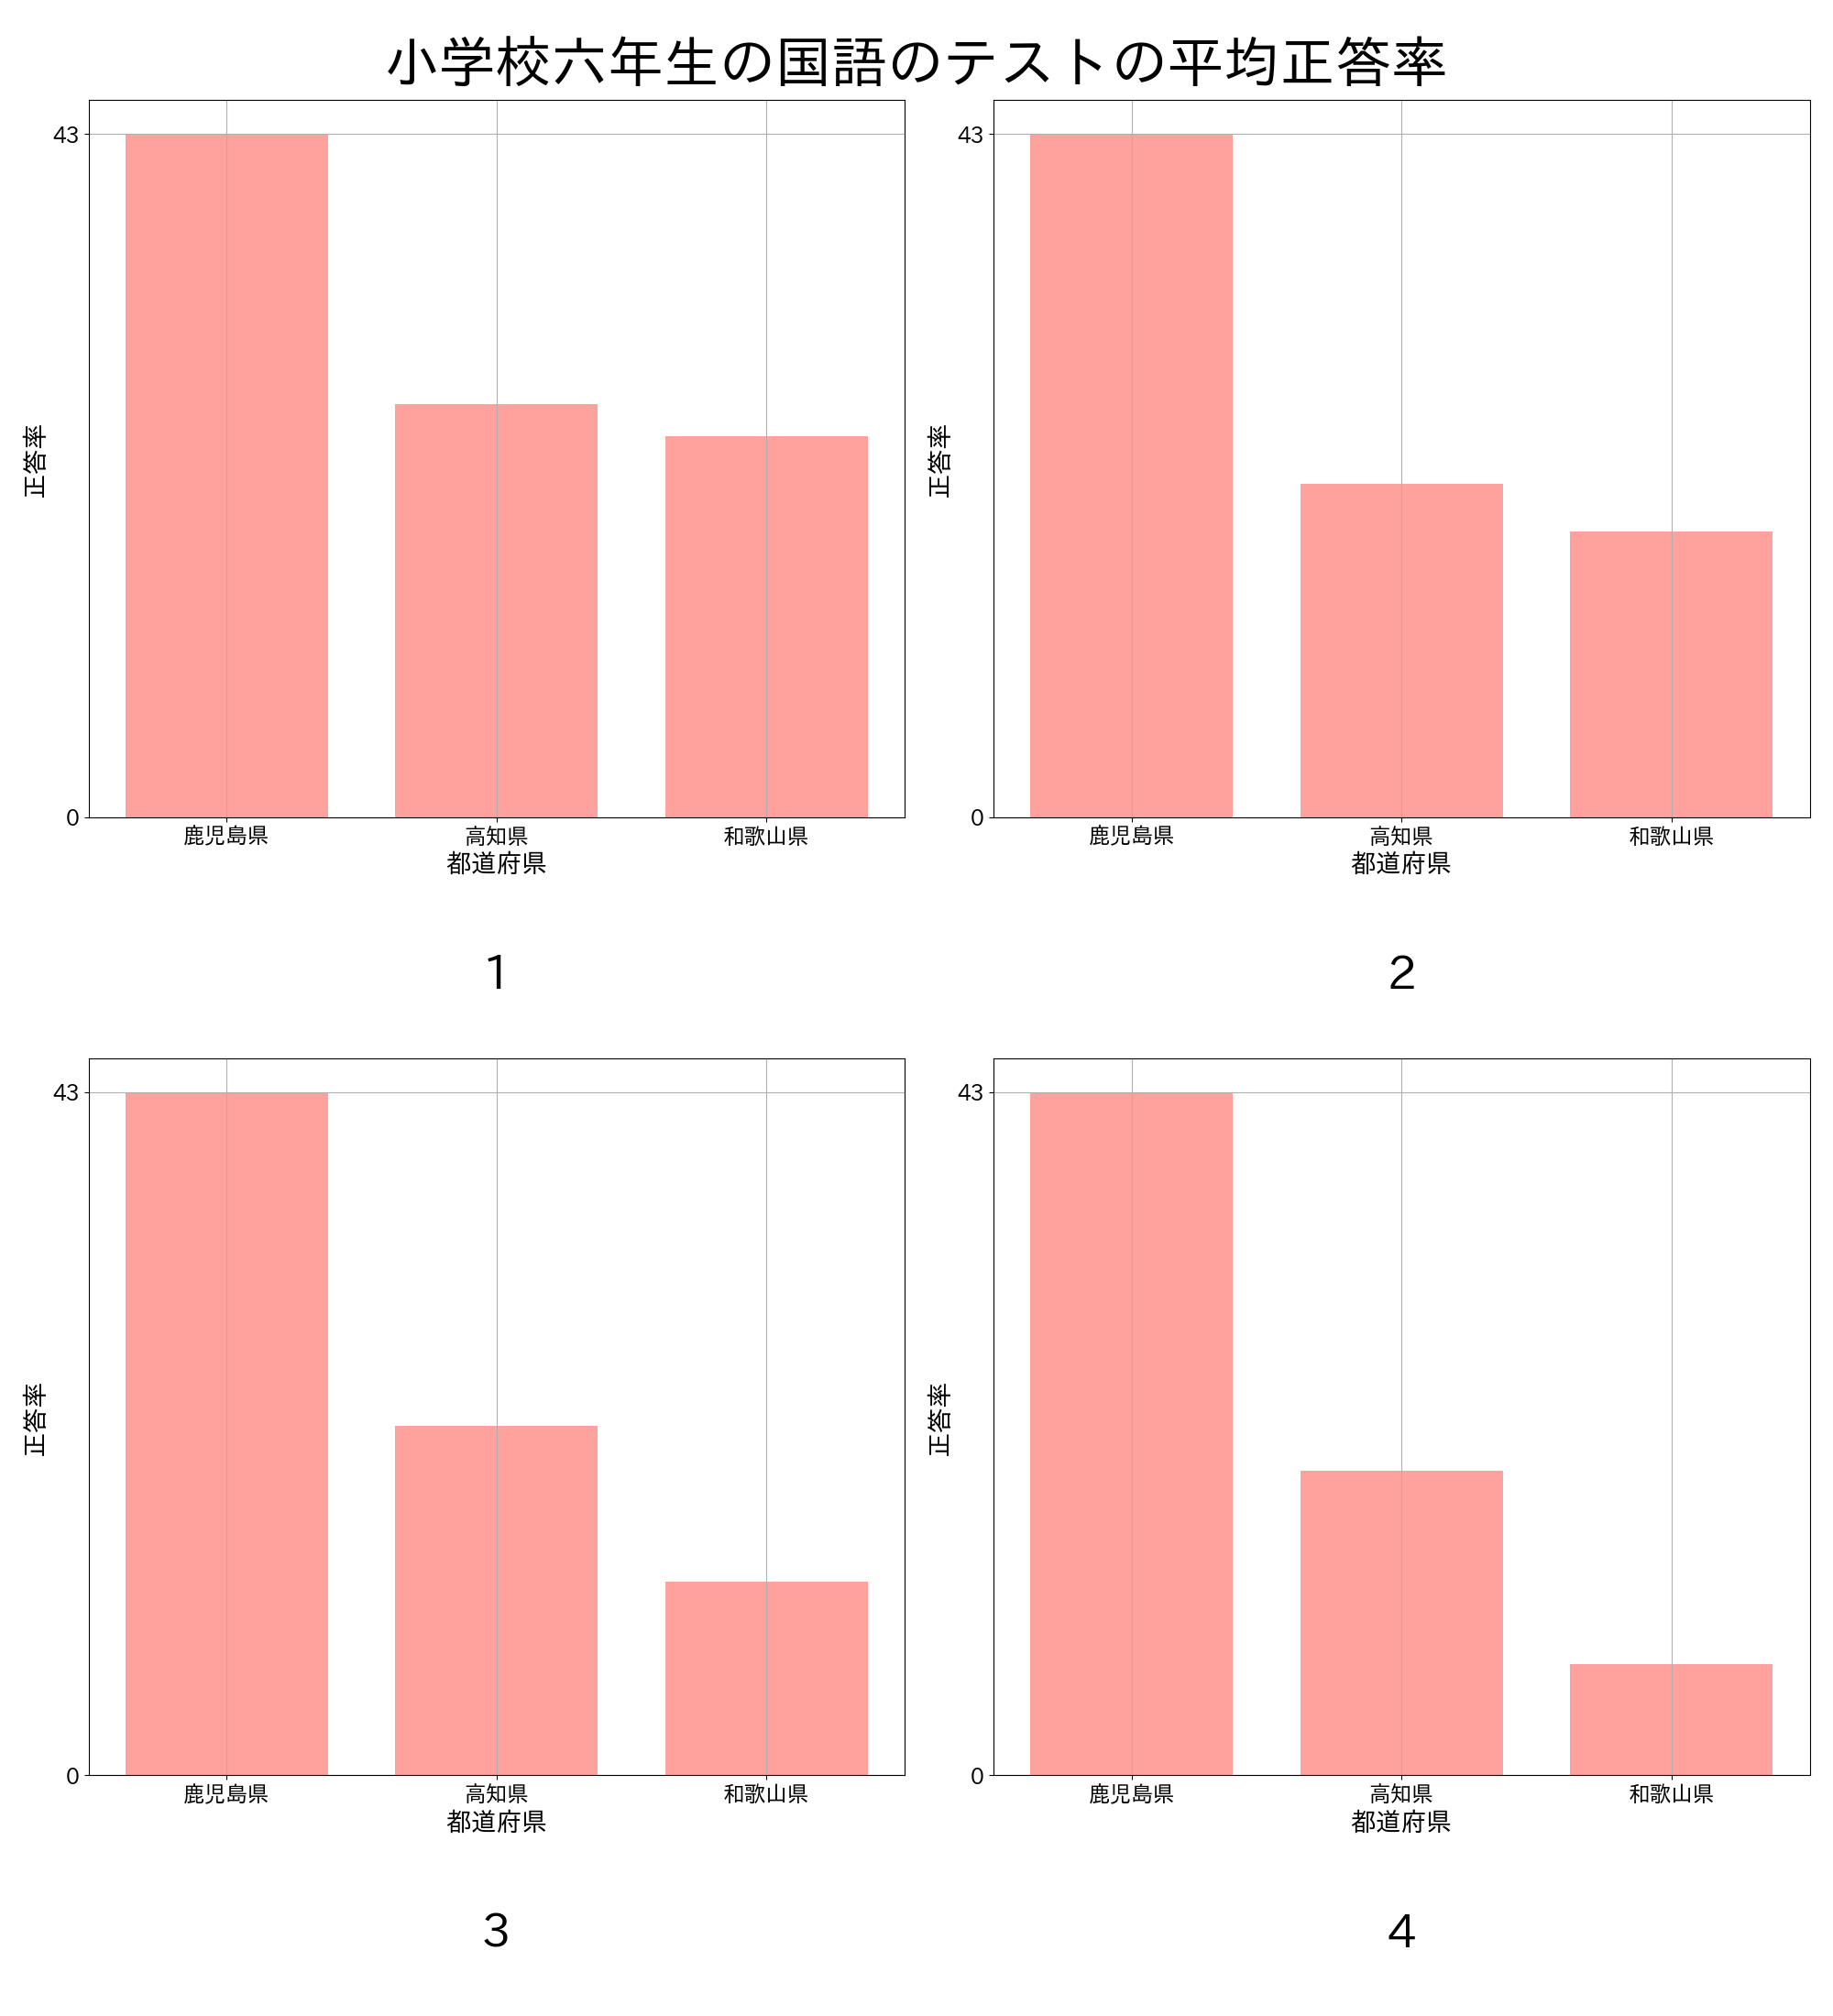 小学校六年生の国語のテストの平均正答率
43
0
正答率
鹿児島県 高知県 和歌山県
都道府県
1
43
0
正答率
鹿児島県 高知県 和歌山県
都道府県
2
43
0
正答率
鹿児島県 高知県 和歌山県
都道府県
3
43
0
正答率
鹿児島県 高知県 和歌山県
都道府県
4